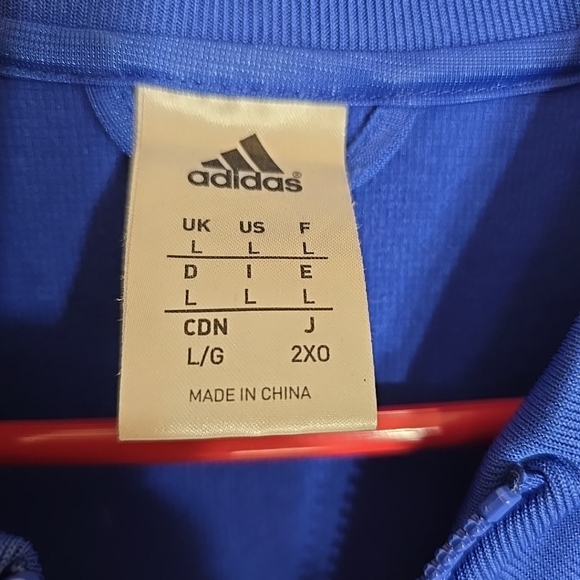 adidas®
UK US F
L L L
D I E
L L L
CDN J
L/G 2XO
MADE IN CHINA